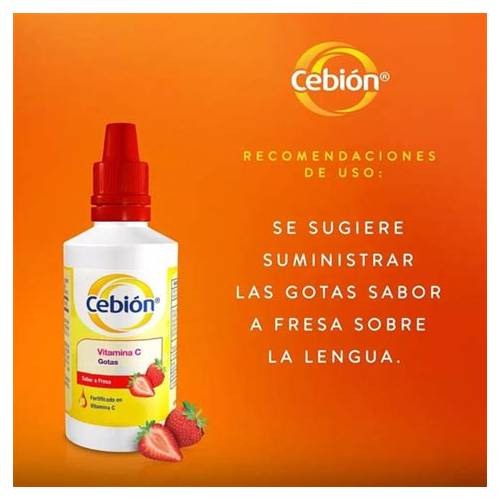 Cebión®
RECOMENDACIONES
DE USO:
SE SUGIERE
SUMINISTRAR
LAS GOTAS SABOR
A FRESA SOBRE
LA LENGUA.
Cebión®
Vitamina C
Gotas
Sabor a Fresa
Fortificado en
Vitamina C